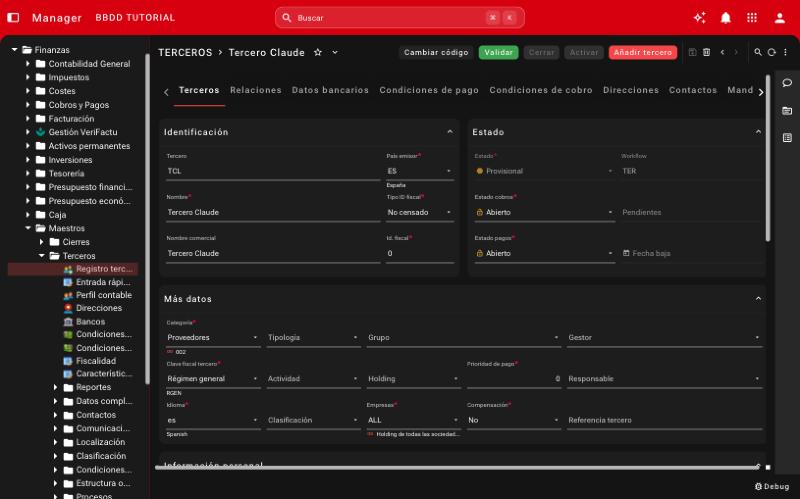 Manager BBDD TUTORIAL Buscar ⌘ K
Finanzas
Contabilidad General
Impuestos
Costes
Cobros y Pagos
Facturación
Gestión VeriFactu
Activos permanentes
Inversiones
Tesorería
Presupuesto financi...
Presupuesto econó...
Caja
Maestros
Cierres
Terceros
Registro terc...
Entrada rápi...
Perfil contable
Direcciones
Bancos
Condiciones...
Condiciones...
Fiscalidad
Característic...
Reportes
Datos compl...
Contactos
Comunicaci...
Localización
Clasificación
Condiciones...
Estructura o...
Procesos
TERCEROS > Tercero Claude
Cambiar código Validar Cerrar Activar Añadir tercero
Terceros Relaciones Datos bancarios Condiciones de pago Condiciones de cobro Direcciones Contactos Mand
Identificación
Tercero País emisor*
TCL ES
España
Nombre* Tipo ID fiscal*
Tercero Claude No censado
Nombre comercial Id. fiscal*
Tercero Claude 0
Estado
Estado* Workflow
Provisional TER
Estado cobros*
Abierto Pendientes
Estado pagos*
Abierto Fecha baja
Más datos
Categoría*
Proveedores Tipología Grupo Gestor
002
Clave fiscal tercero* Prioridad de pago*
Régimen general Actividad Holding 0 Responsable
RGEN
Idioma* Empresas* Compensación*
es Clasificación ALL No Referencia tercero
Spanish Holding de todas las sociedad...
Información personal
Debug